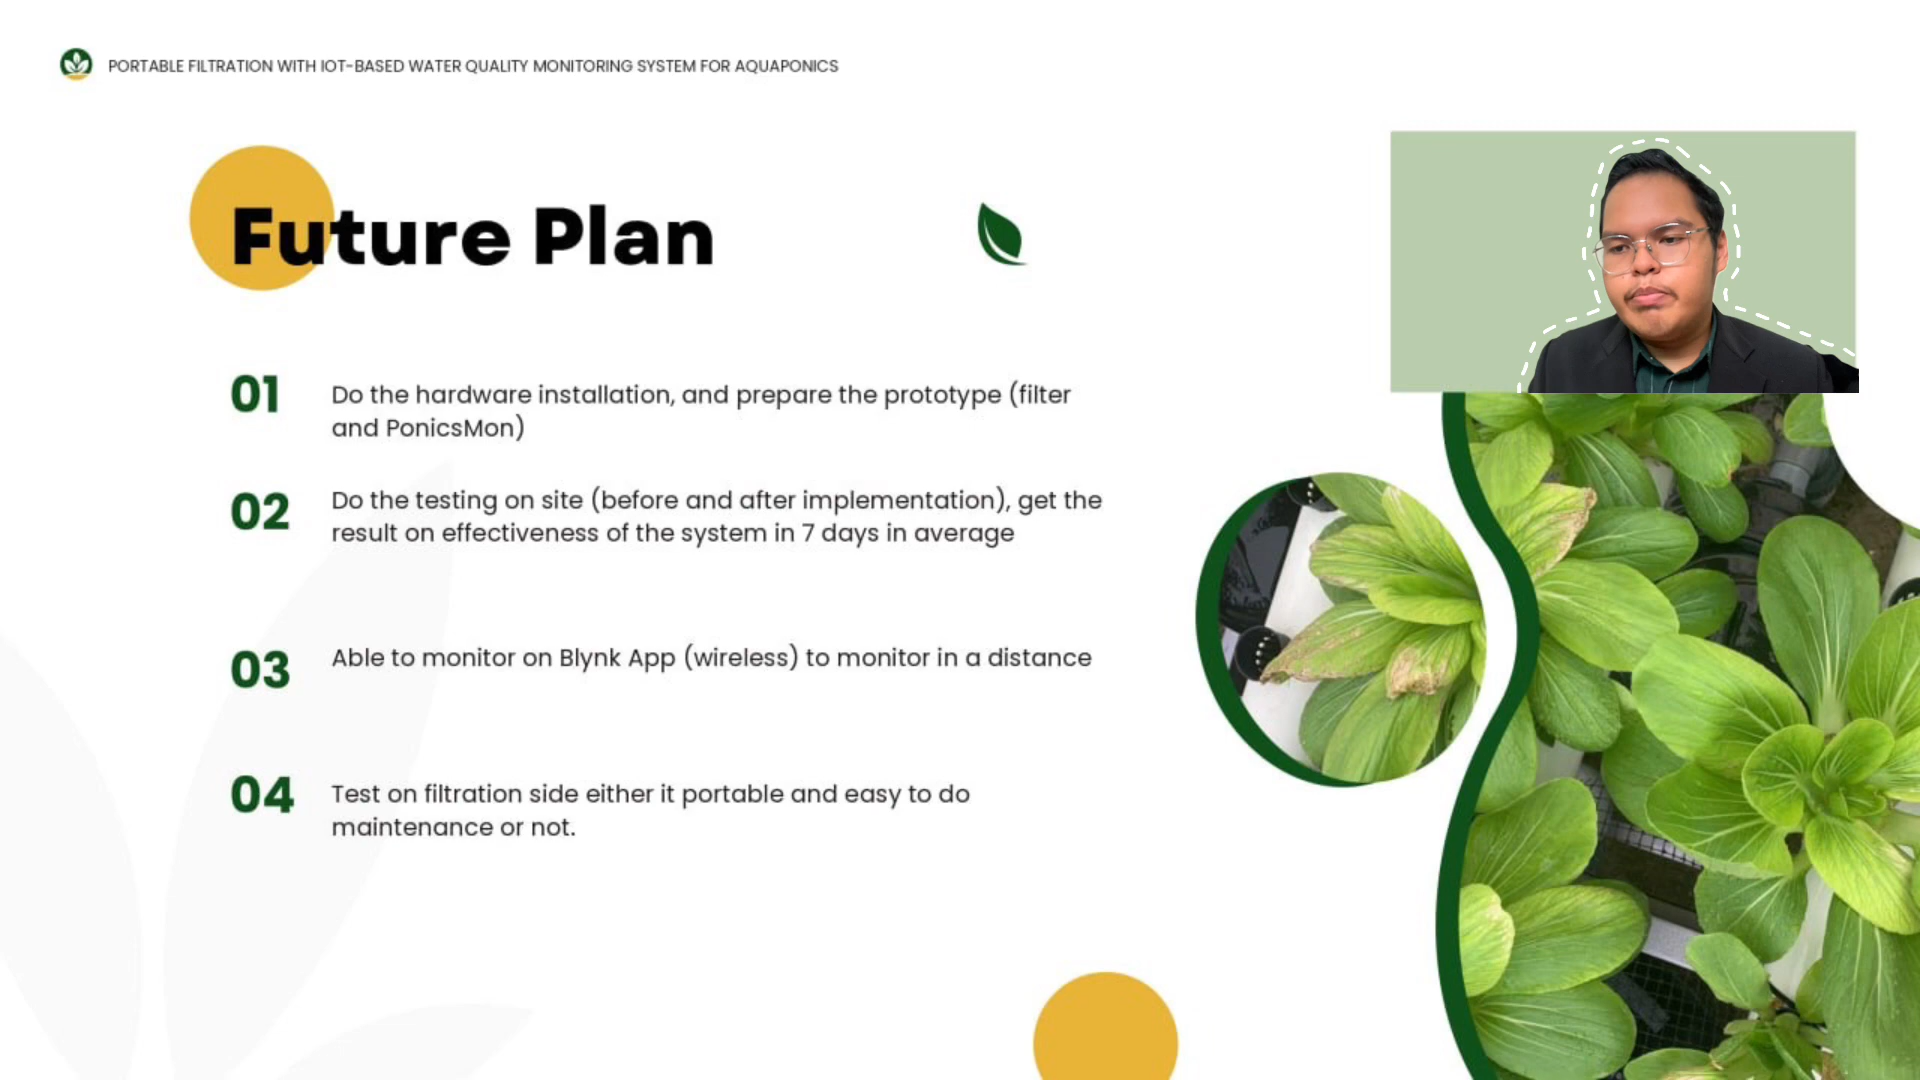 PORTABLE FILTRATION WITH IOT-BASED WATER QUALITY MONITORING SYSTEM FOR AQUAPONICS
Future Plan
01
Do the hardware installation, and prepare the prototype (filter
and PonicsMon)
02
Do the testing on site (before and after implementation), get the
result on effectiveness of the system in 7 days in average
03
Able to monitor on Blynk App (wireless) to monitor in a distance
04
Test on filtration side either it portable and easy to do
maintenance or not.